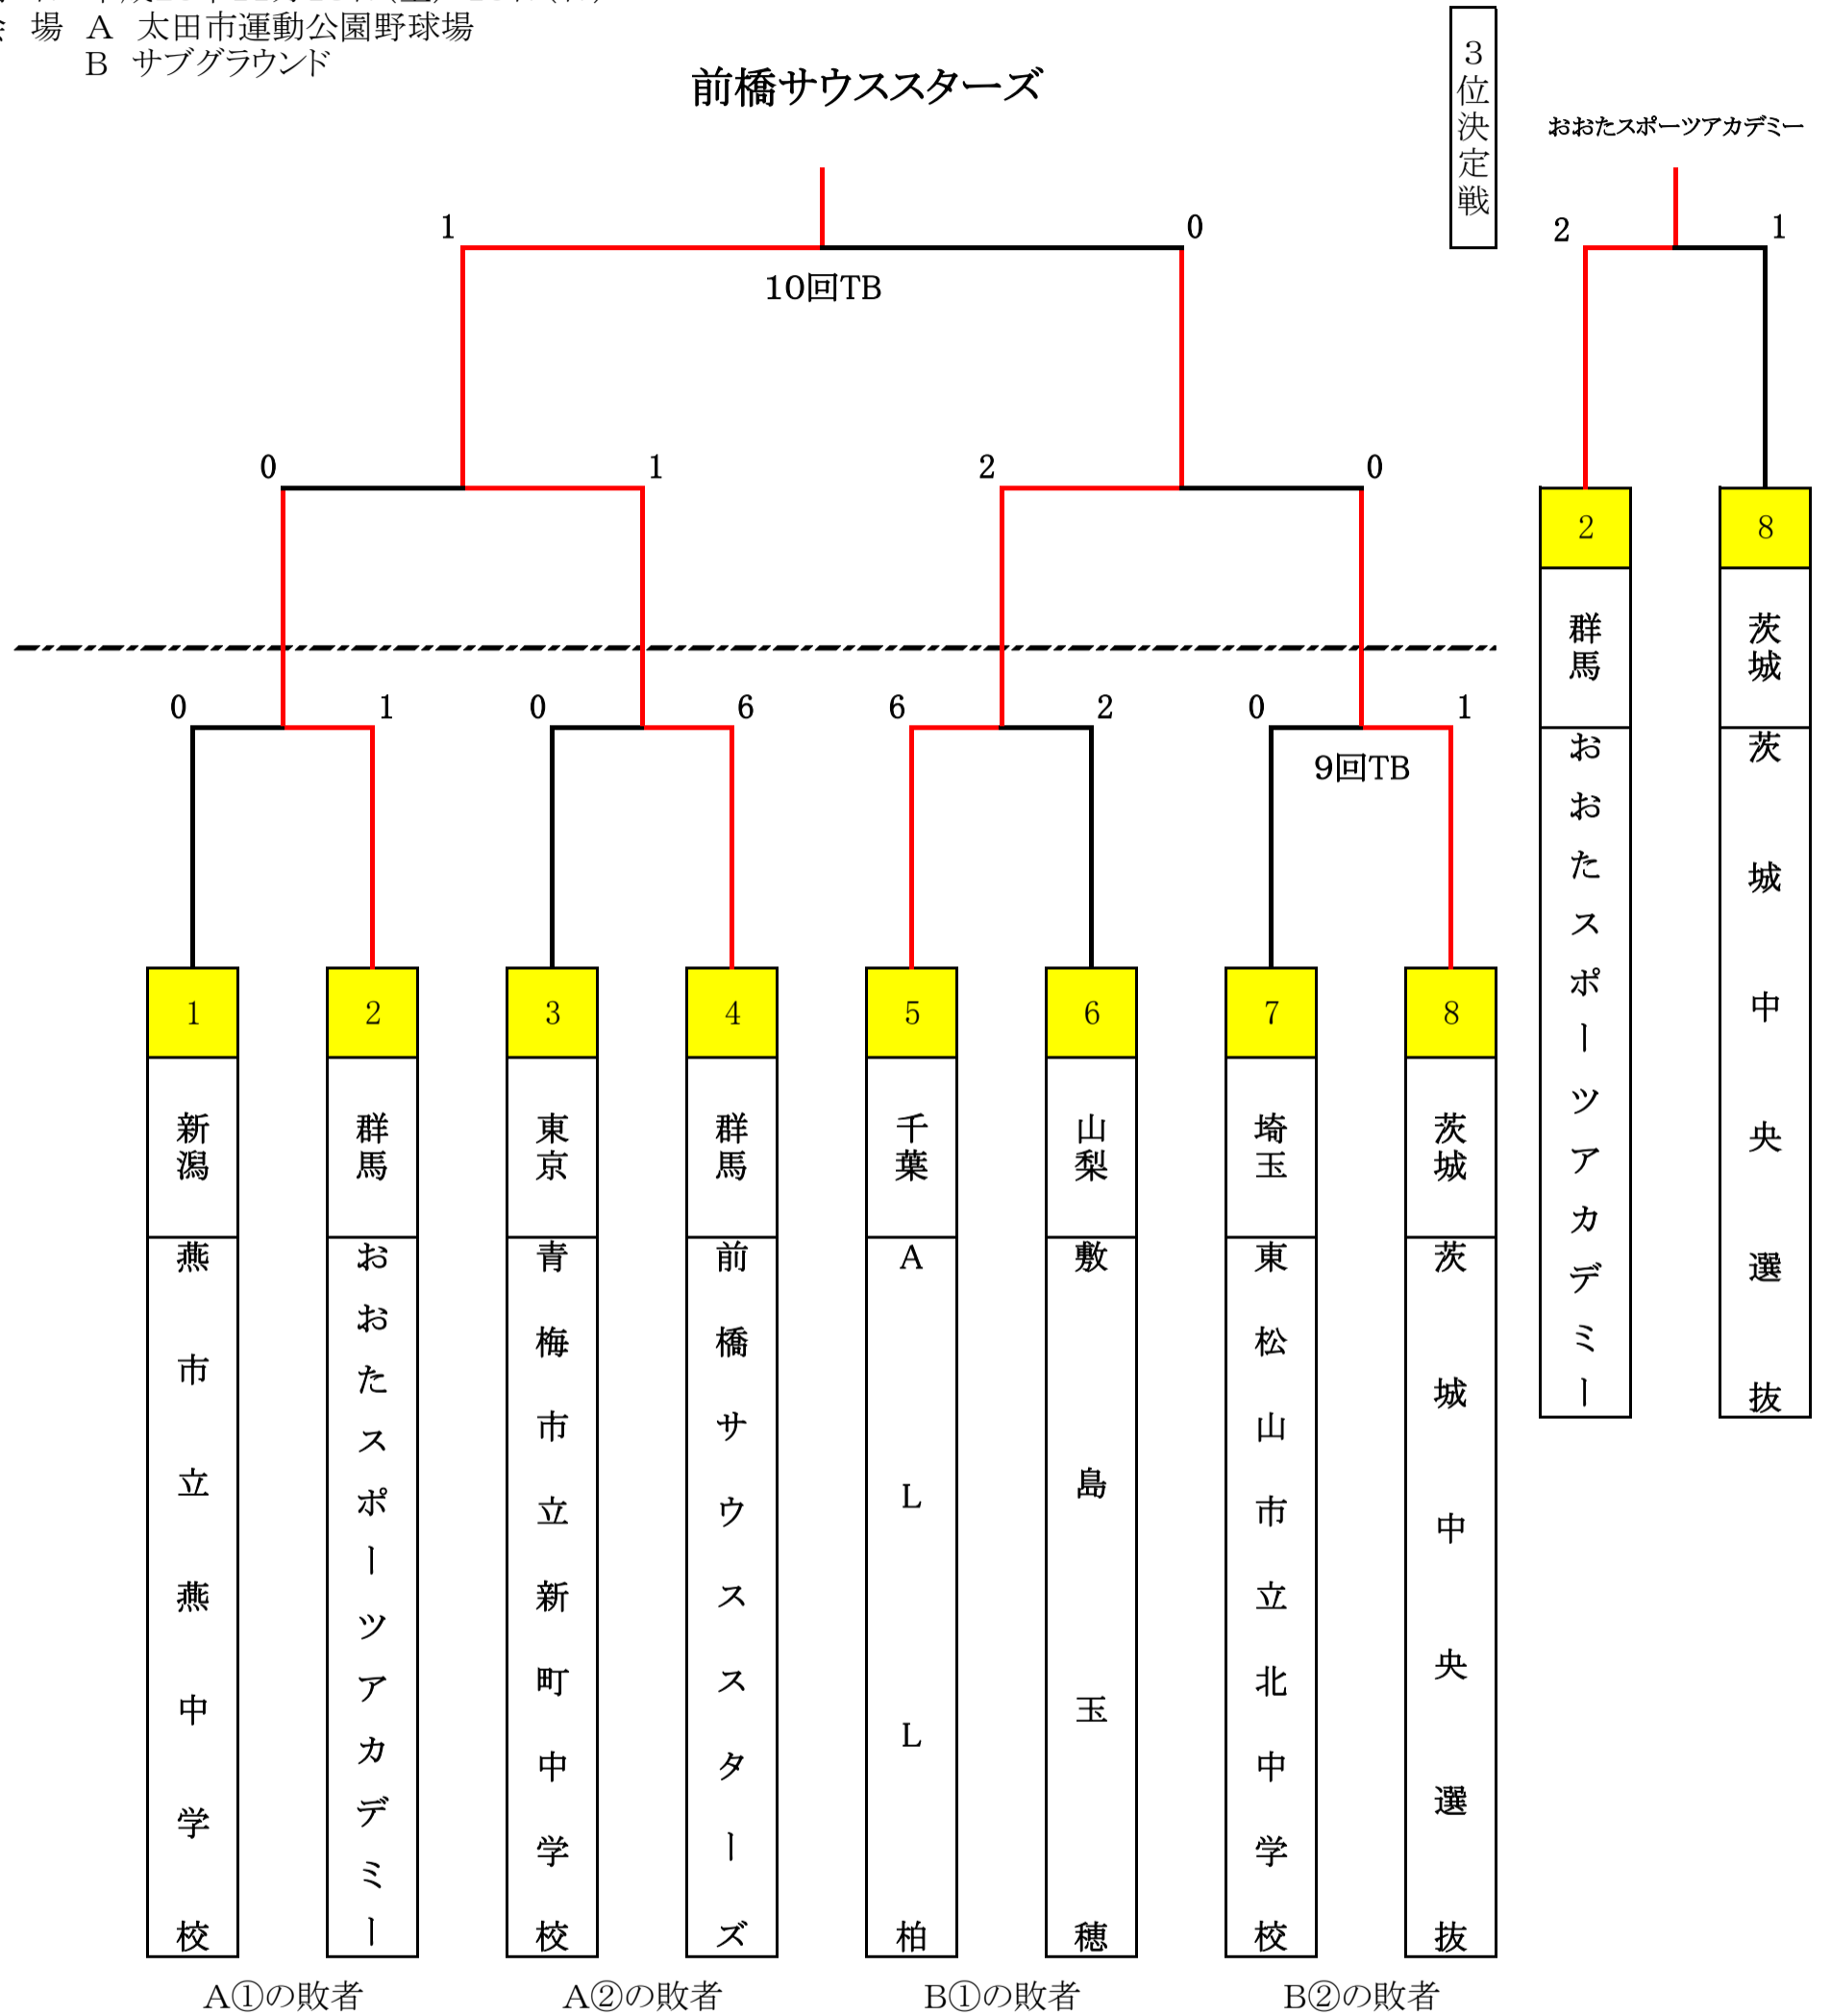 会 場 A 太田市運動公園野球場
B サブグラウンド
前橋サウススターズ
3位決定戦
おおたスポーツアカデミー
1 0
10回TB
2 1
0 1 2 0
0 1 0 6 6 2 0 1
9回TB
2 群馬 おおたスポーツアカデミー
8 茨城 茨城中央選抜
1 新潟 燕市立燕中学校
2 群馬 おおたスポーツアカデミー
3 東京 青梅市立新町中学校
4 群馬 前橋サウススターズ
5 千葉 ALL柏
6 山梨 敷島玉穂
7 埼玉 東松山市立北中学校
8 茨城 茨城中央選抜
A①の敗者 A②の敗者 B①の敗者 B②の敗者